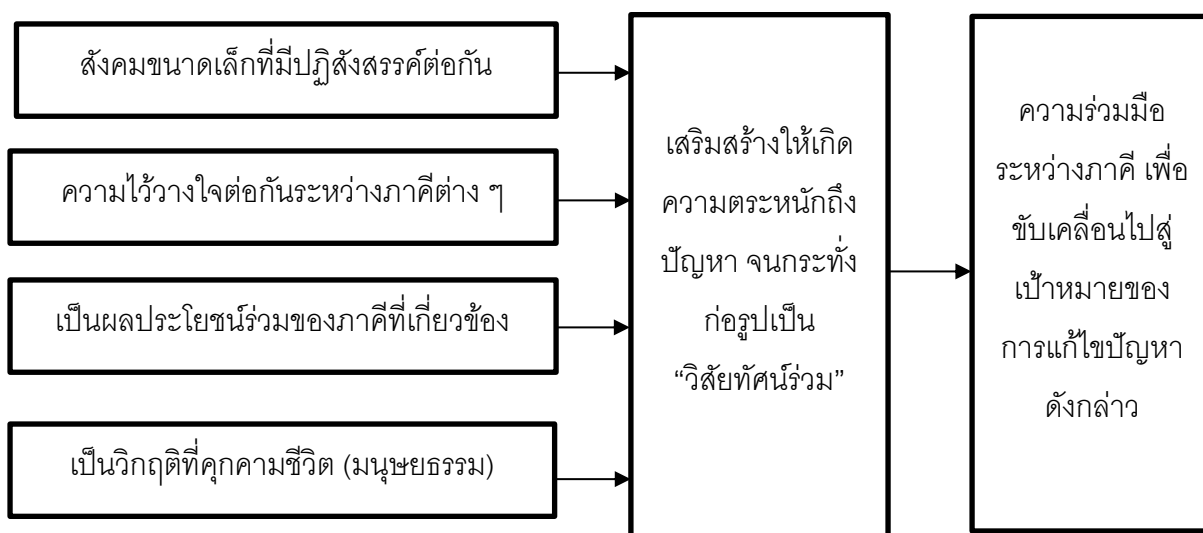 สังคมขนาดเล็กที่มีปฏิสังสรรค์ต่อกัน
ความไว้วางใจต่อกันระหว่างภาคีต่าง ๆ
เป็นผลประโยชน์ร่วมของภาคีที่เกี่ยวข้อง
เป็นวิกฤติที่คุกคามชีวิต (มนุษยธรรม)
เสริมสร้างให้เกิด
ความตระหนักถึง
ปัญหา จนกระทั่ง
ก่อรูปเป็น
“วิสัยทัศน์ร่วม”
ความร่วมมือ
ระหว่างภาคี เพื่อ
ขับเคลื่อนไปสู่
เป้าหมายของ
การแก้ไขปัญหา
ดังกล่าว